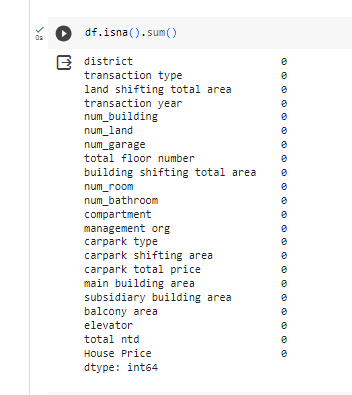 0s
df.isna().sum()
district 0
transaction type 0
land shifting total area 0
transaction year 0
num_building 0
num_land 0
num_garage 0
total floor number 0
building shifting total area 0
num_room 0
num_bathroom 0
compartment 0
management org 0
carpark type 0
carpark shifting area 0
carpark total price 0
main building area 0
subsidiary building area 0
balcony area 0
elevator 0
total ntd 0
House Price 0
dtype: int64